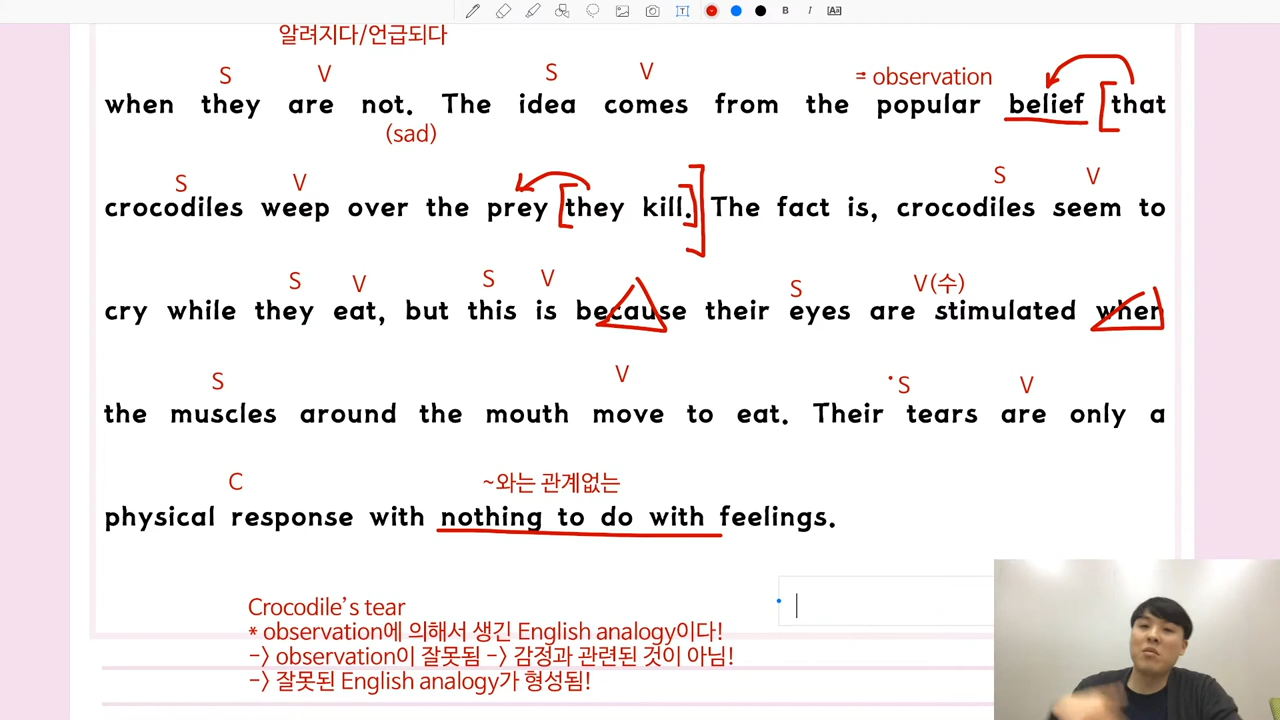 T B I Aa
알려지다/언급되다
S V S V = observation
when they are not. The idea comes from the popular belief [that
(sad)
S V S V
crocodiles weep over the prey [they kill.]] The fact is, crocodiles seem to
S V S V S V(수)
cry while they eat, but this is because their eyes are stimulated when
S V S V
the muscles around the mouth move to eat. Their tears are only a
C ~와는 관계없는
physical response with nothing to do with feelings.
Crocodile's tear
* observation에 의해서 생긴 English analogy이다!
-> observation이 잘못됨 -> 감정과 관련된 것이 아님!
-> 잘못된 English analogy가 형성됨!